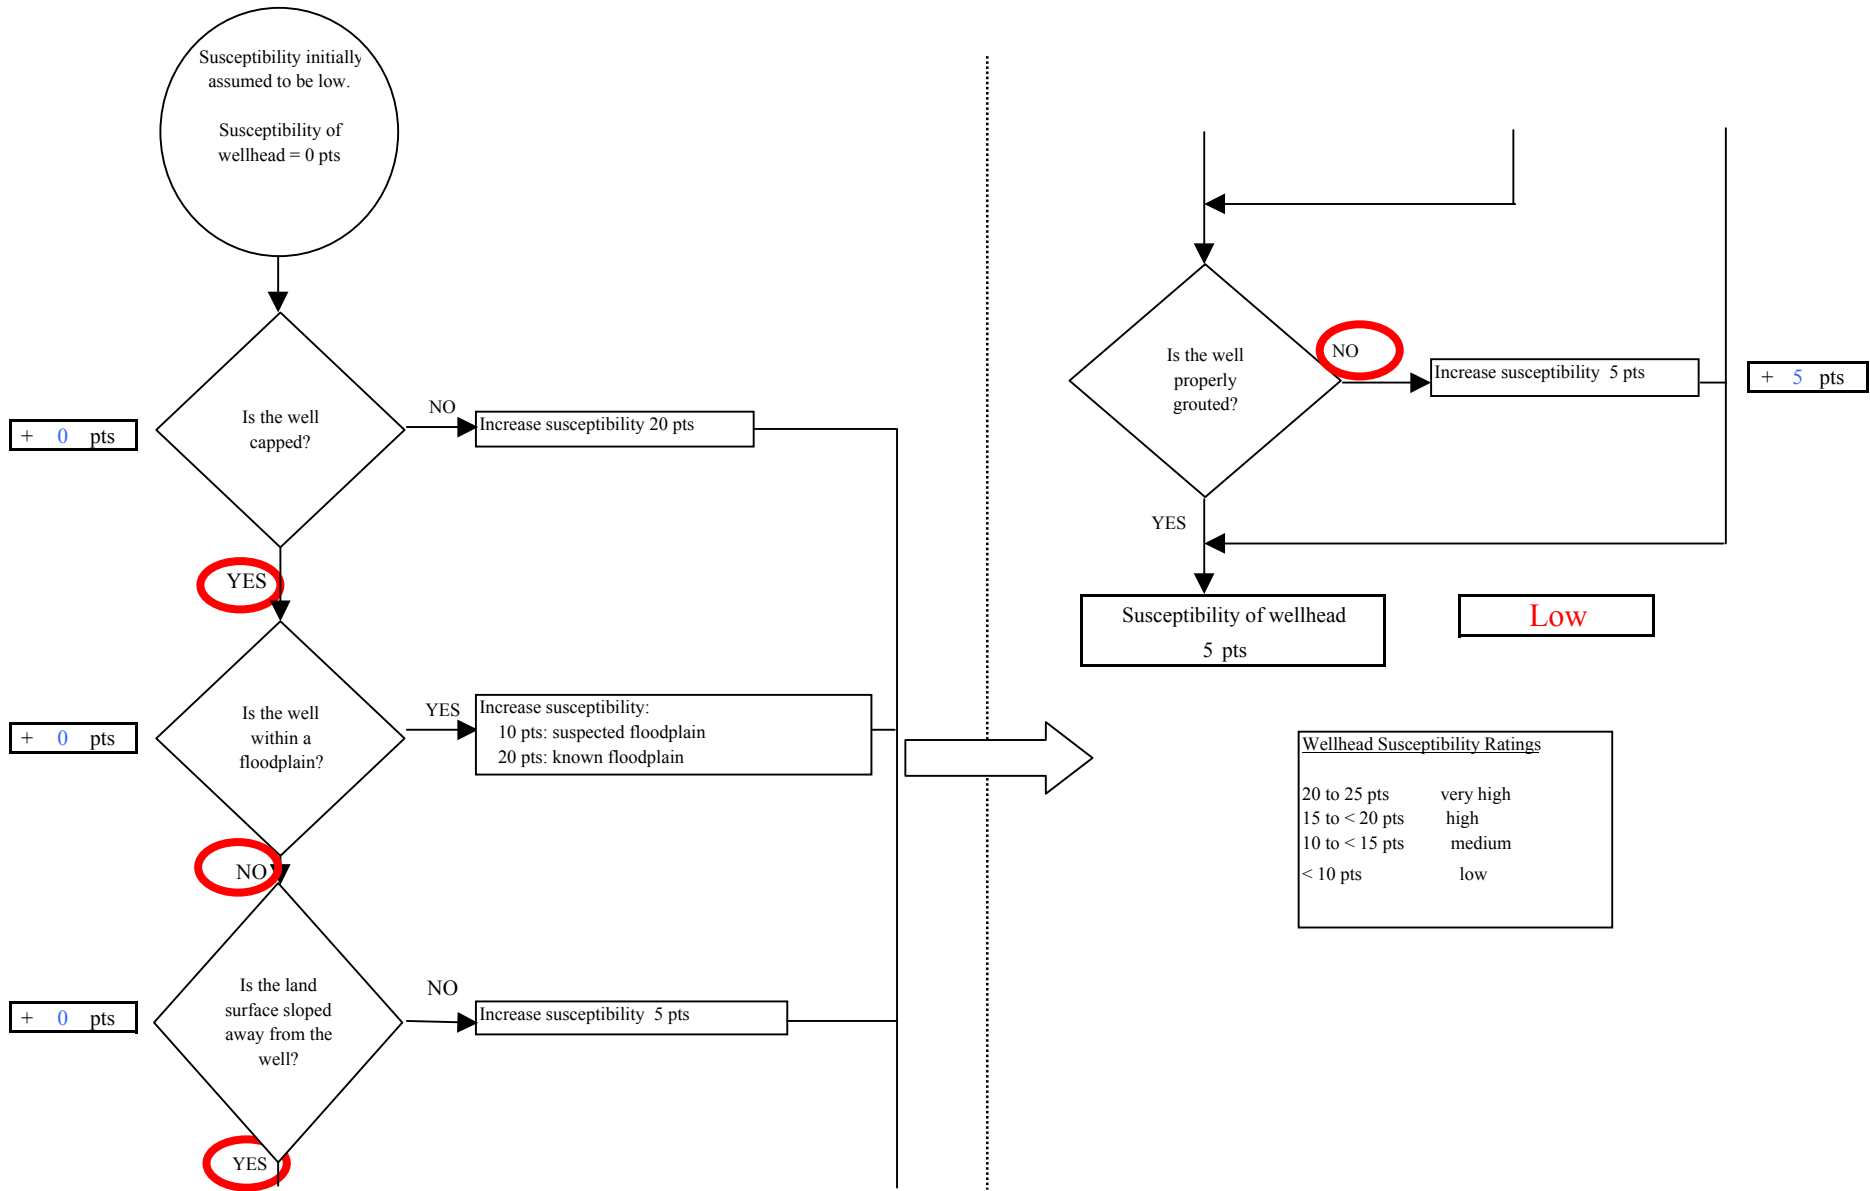 Susceptibility initially
assumed to be low.
Susceptibility of
wellhead = 0 pts
Is the well
capped?
NO
Increase susceptibility 20 pts
+ 0 pts
YES
Is the well
within a
floodplain?
YES
Increase susceptibility:
10 pts: suspected floodplain
20 pts: known floodplain
+ 0 pts
NO
Is the land
surface sloped
away from the
well?
NO
Increase susceptibility 5 pts
+ 0 pts
YES
Is the well
properly
grouted?
NO
Increase susceptibility 5 pts
+ 5 pts
YES
Susceptibility of wellhead
5 pts
Low
Wellhead Susceptibility Ratings
20 to 25 pts very high
15 to < 20 pts high
10 to < 15 pts medium
< 10 pts low